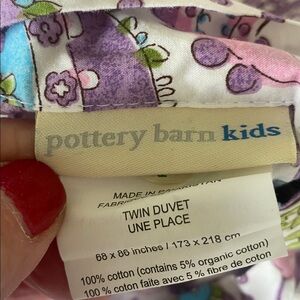 pottery barn kids
MADE IN PAKISTAN
TWIN DUVET
UNE PLACE
68 x 86 inches / 173 x 218 cm
100% cotton (contains 5% organic cotton)
100 % coton faite avec 5 % fibre de coton